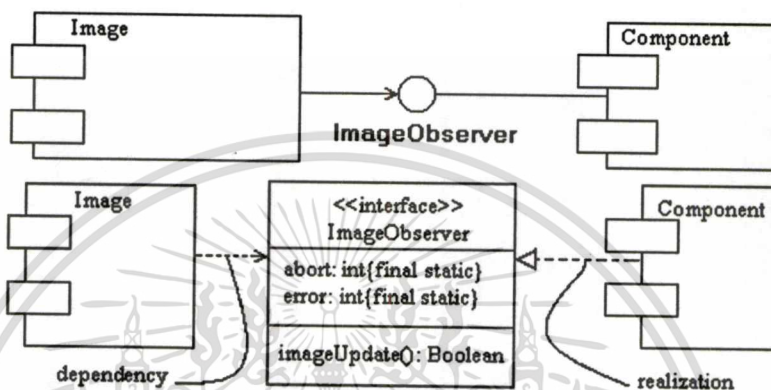 Image
Component
ImageObserver
Image
<<interface>>
ImageObserver
Component
abort: int{final static}
error: int{final static}
imageUpdate(): Boolean
dependency
realization